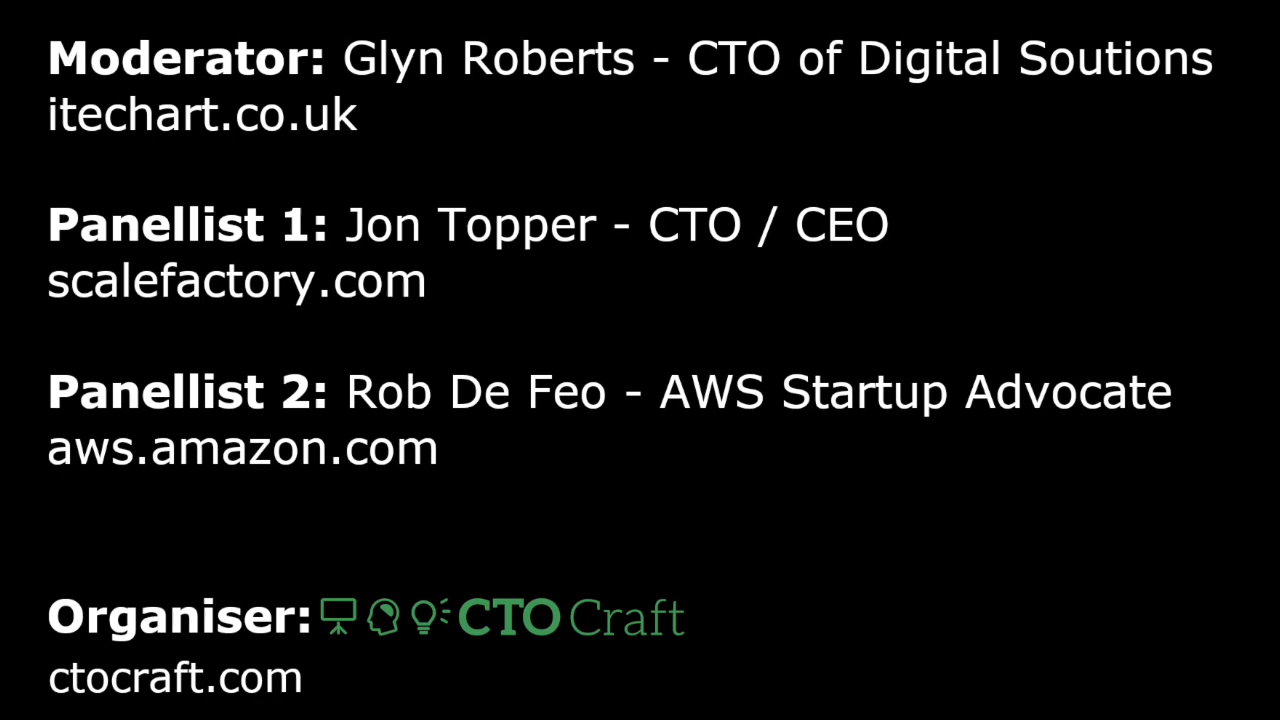 Moderator: Glyn Roberts - CTO of Digital Soutions
itechart.co.uk
Panellist 1: Jon Topper - CTO / CEO
scalefactory.com
Panellist 2: Rob De Feo - AWS Startup Advocate
aws.amazon.com
Organiser: CTO Craft
ctocraft.com